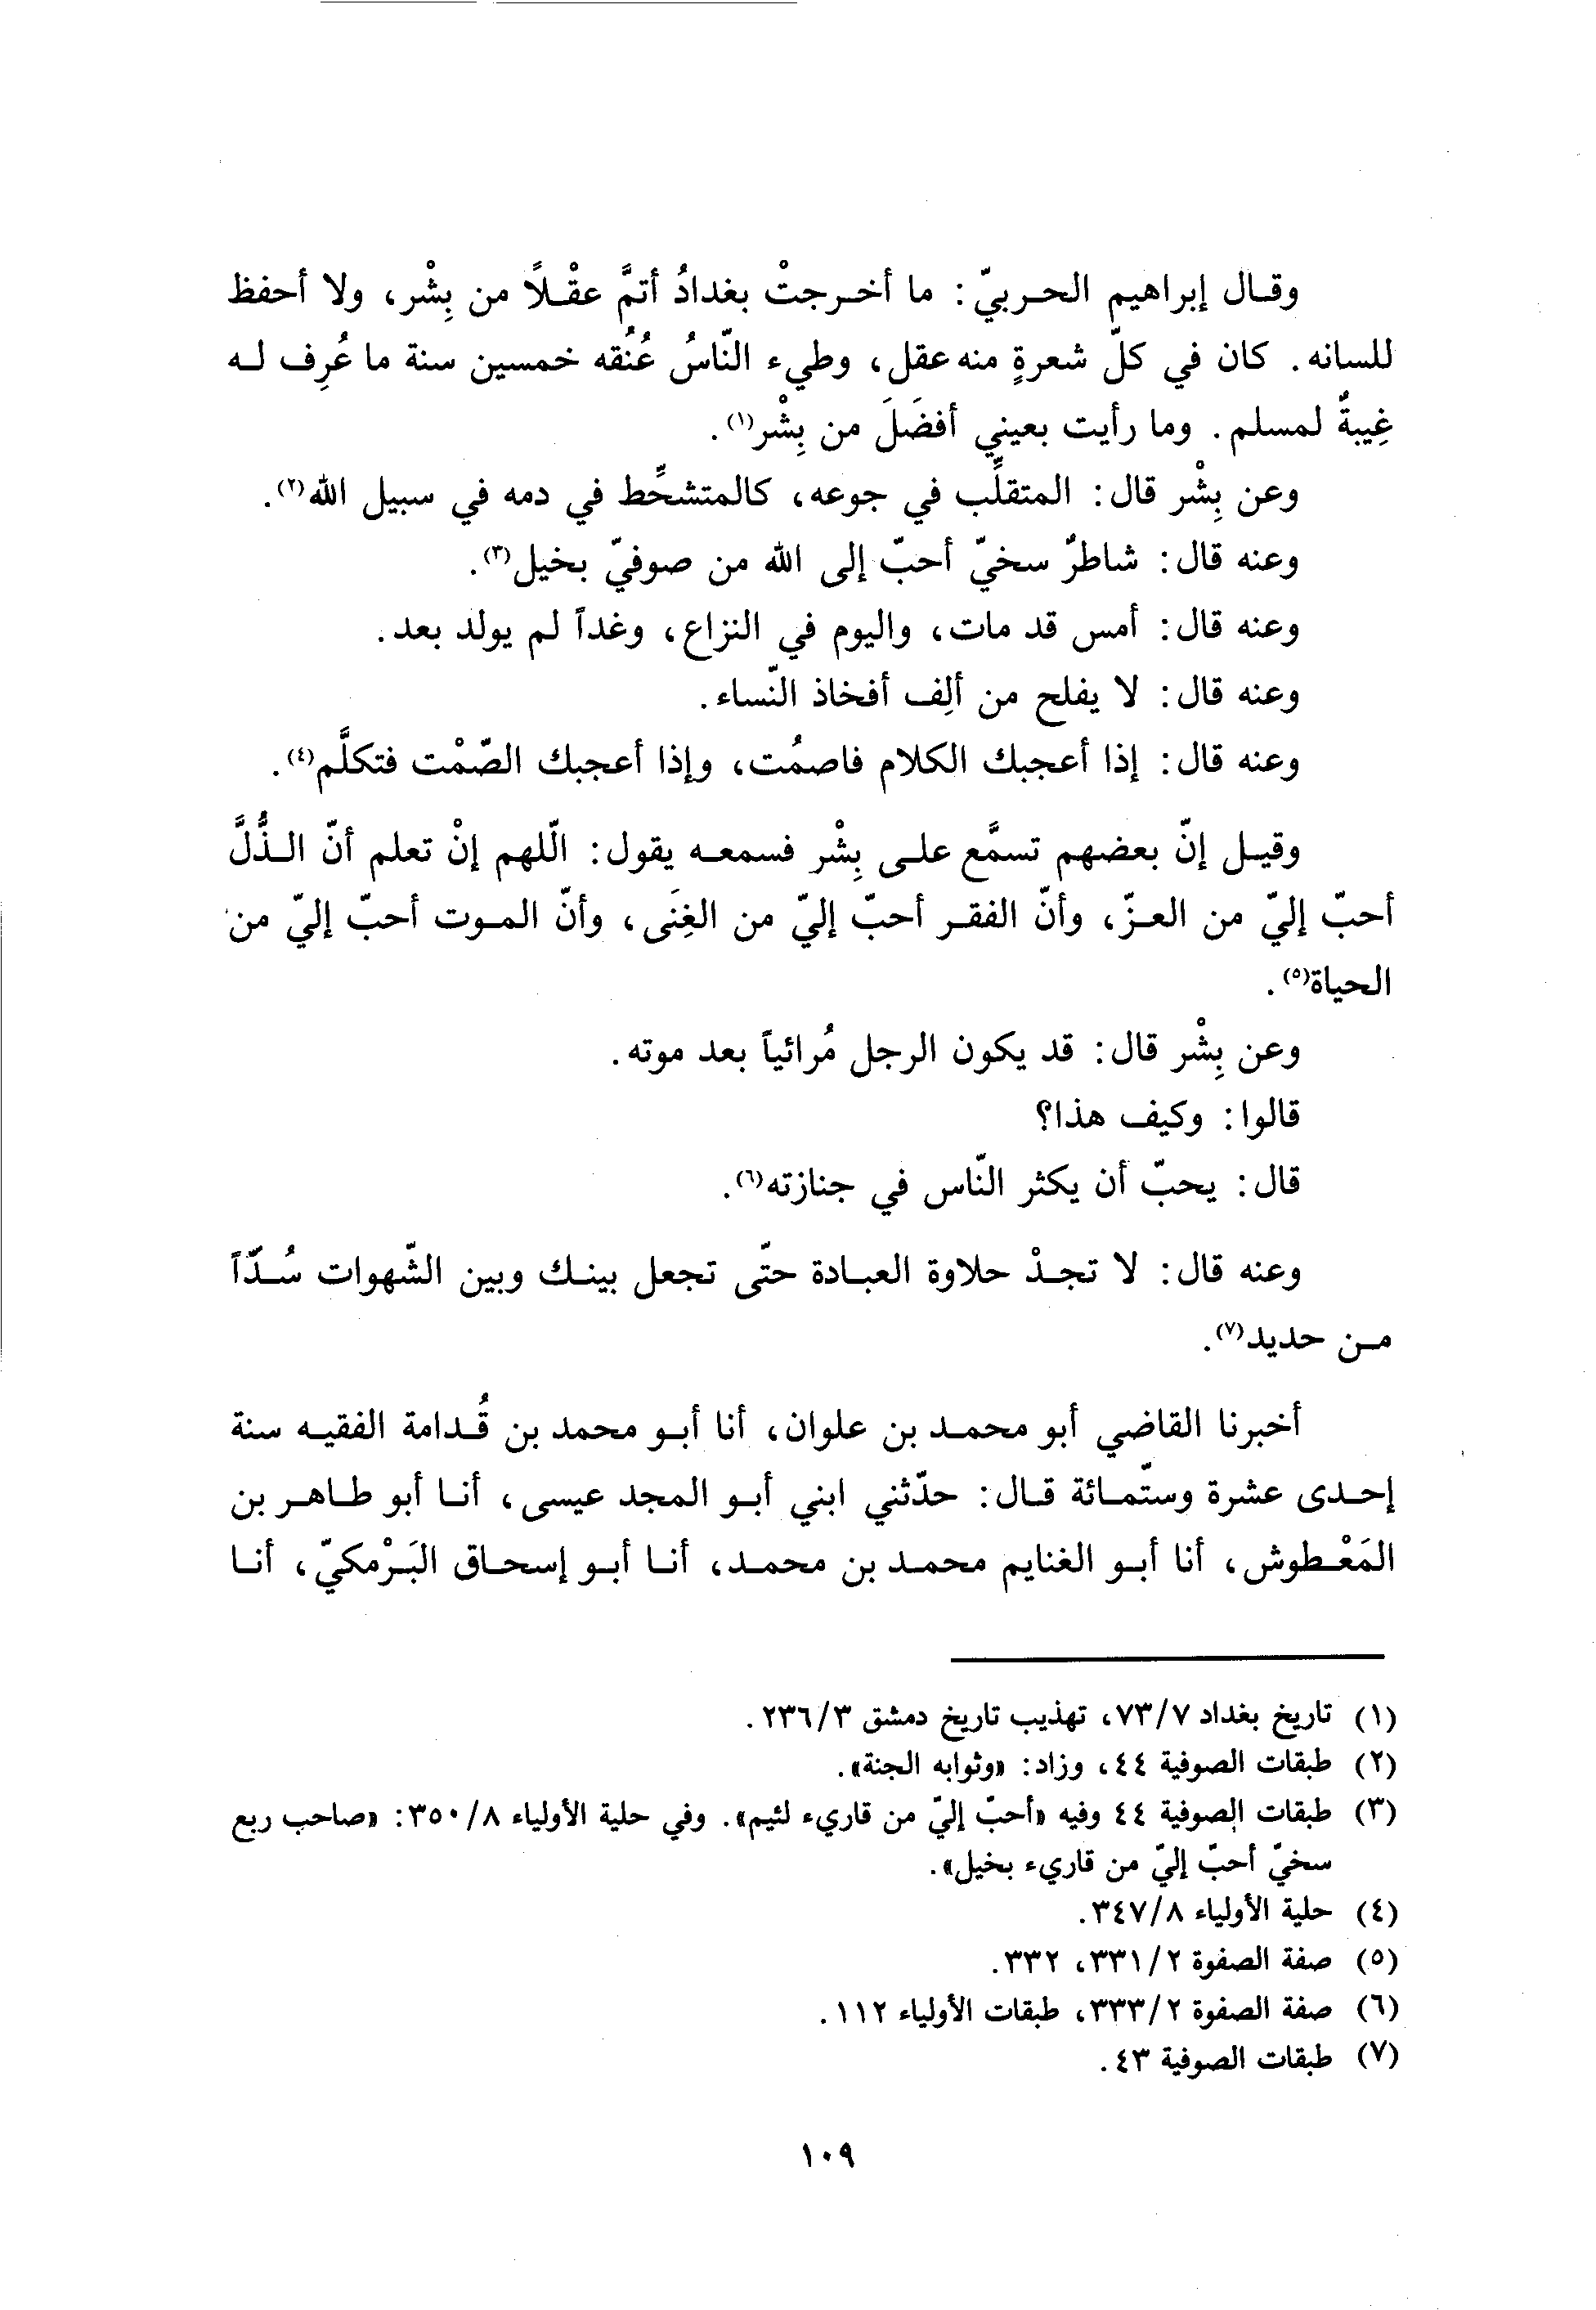 وقال إبراهيم الحربيّ: ما أخرجتْ بغدادُ أتمَّ عقْلاً من بِشْر، ولا أحفظ
للسانه. كان في كلّ شعرةٍ منه عقل، وطيء النّاسُ عُنُقه خمسين سنة ما عُرِف له
غِيبةٌ لمسلم. وما رأيت بعيني أفضَلَ من بِشْر(١).
وعن بِشْر قال: المتقلِّب في جوعه، كالمتشحِّط في دمه في سبيل الله(٢).
وعنه قال: شاطرٌ سخيّ أحبّ إلى الله من صوفيّ بخيل(٣).
وعنه قال: أمس قد مات، واليوم في النزاع، وغداً لم يولد بعد.
وعنه قال: لا يفلح من ألِف أفخاذ النّساء.
وعنه قال: إذا أعجبك الكلام فاصمُت، وإذا أعجبك الصّمْت فتكلَّم(٤).
وقيل إنّ بعضهم تسمَّع على بِشْر فسمعه يقول: الّلهم إنْ تعلم أنّ الذُّلَّ
أحبّ إليّ من العزّ، وأنّ الفقر أحبّ إليّ من الغِنَى، وأنّ الموت أحبّ إليّ من
الحياة(٥).
وعن بِشْر قال: قد يكون الرجل مُرائياً بعد موته.
قالوا: وكيف هذا؟
قال: يحبّ أن يكثر النّاس في جنازته(٦).
وعنه قال: لا تجدْ حلاوة العبادة حتّى تجعل بينك وبين الشّهوات سُدّاً
من حديد(٧).
أخبرنا القاضي أبو محمد بن علوان، أنا أبو محمد بن قُدامة الفقيه سنة
إحدى عشرة وستّمائة قال: حدّثني ابني أبو المجد عيسى، أنا أبو طاهر بن
المَعْطوش، أنا أبو الغنايم محمد بن محمد، أنا أبو إسحاق البَرْمكيّ، أنا
(١) تاريخ بغداد ٧٣/٧، تهذيب تاريخ دمشق ٢٣٦/٣.
(٢) طبقات الصوفية ٤٤، وزاد: «وثوابه الجنة».
(٣) طبقات الصوفية ٤٤ وفيه «أحبّ إليّ من قاريء لئيم». وفي حلية الأولياء ٣٥٠/٨: «صاحب ربع
سخيّ أحبّ إليّ من قاريء بخيل».
(٤) حلية الأولياء ٣٤٧/٨.
(٥) صفة الصفوة ٣٣١/٢، ٣٣٢.
(٦) صفة الصفوة ٣٣٣/٢، طبقات الأولياء ١١٢.
(٧) طبقات الصوفية ٤٣.
١٠٩